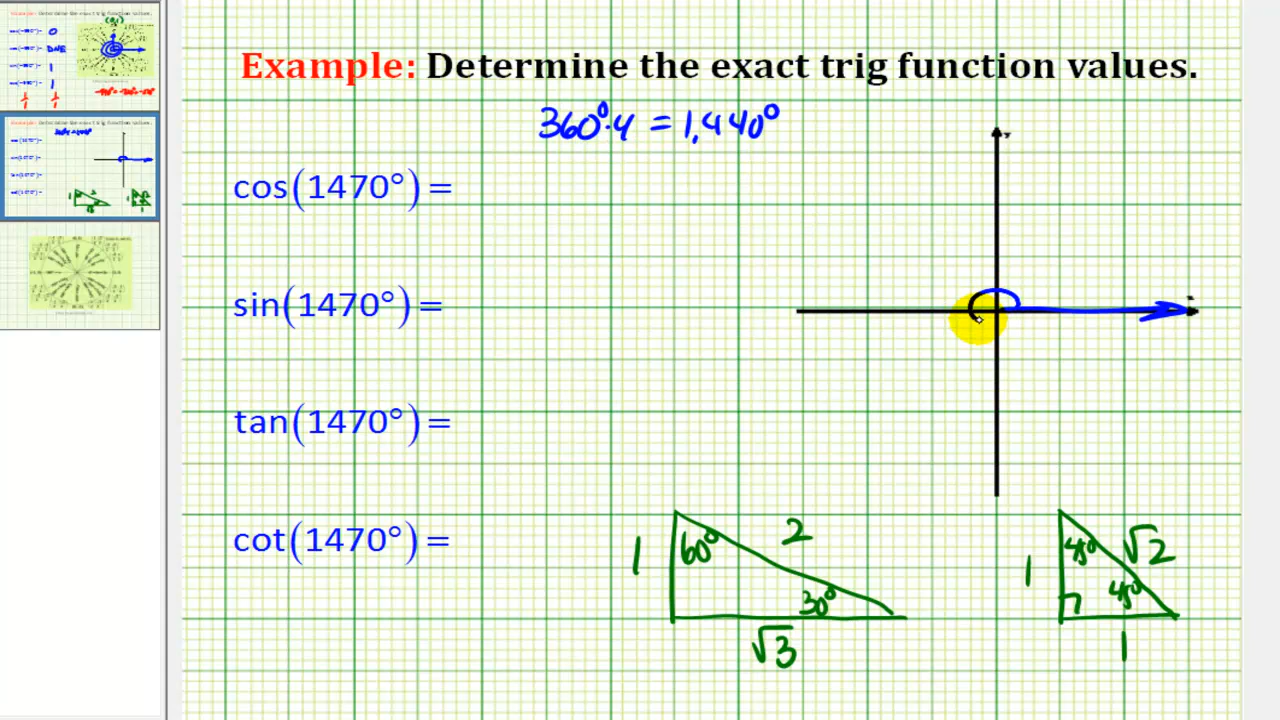 Example: Determine the exact trig function values.
360°·4 = 1,440°
cos(1470°) =
sin(1470°) =
tan(1470°) =
cot(1470°) =
y
x
1
60°
2
30°
√3
1
45°
√2
45°
1